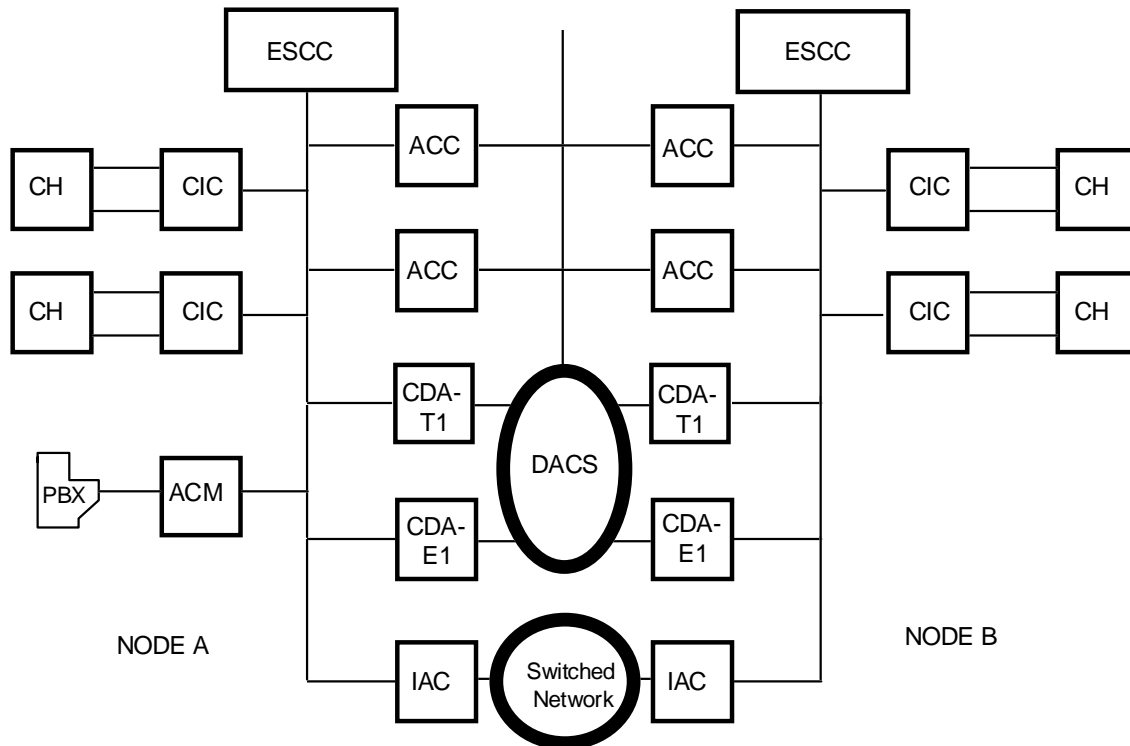 ESCC
ESCC
ACC
ACC
CH
CIC
CIC
CH
ACC
ACC
CH
CIC
CIC
CH
CDA-
T1
CDA-
T1
DACS
PBX
ACM
CDA-
E1
CDA-
E1
NODE A
NODE B
IAC
Switched
Network
IAC